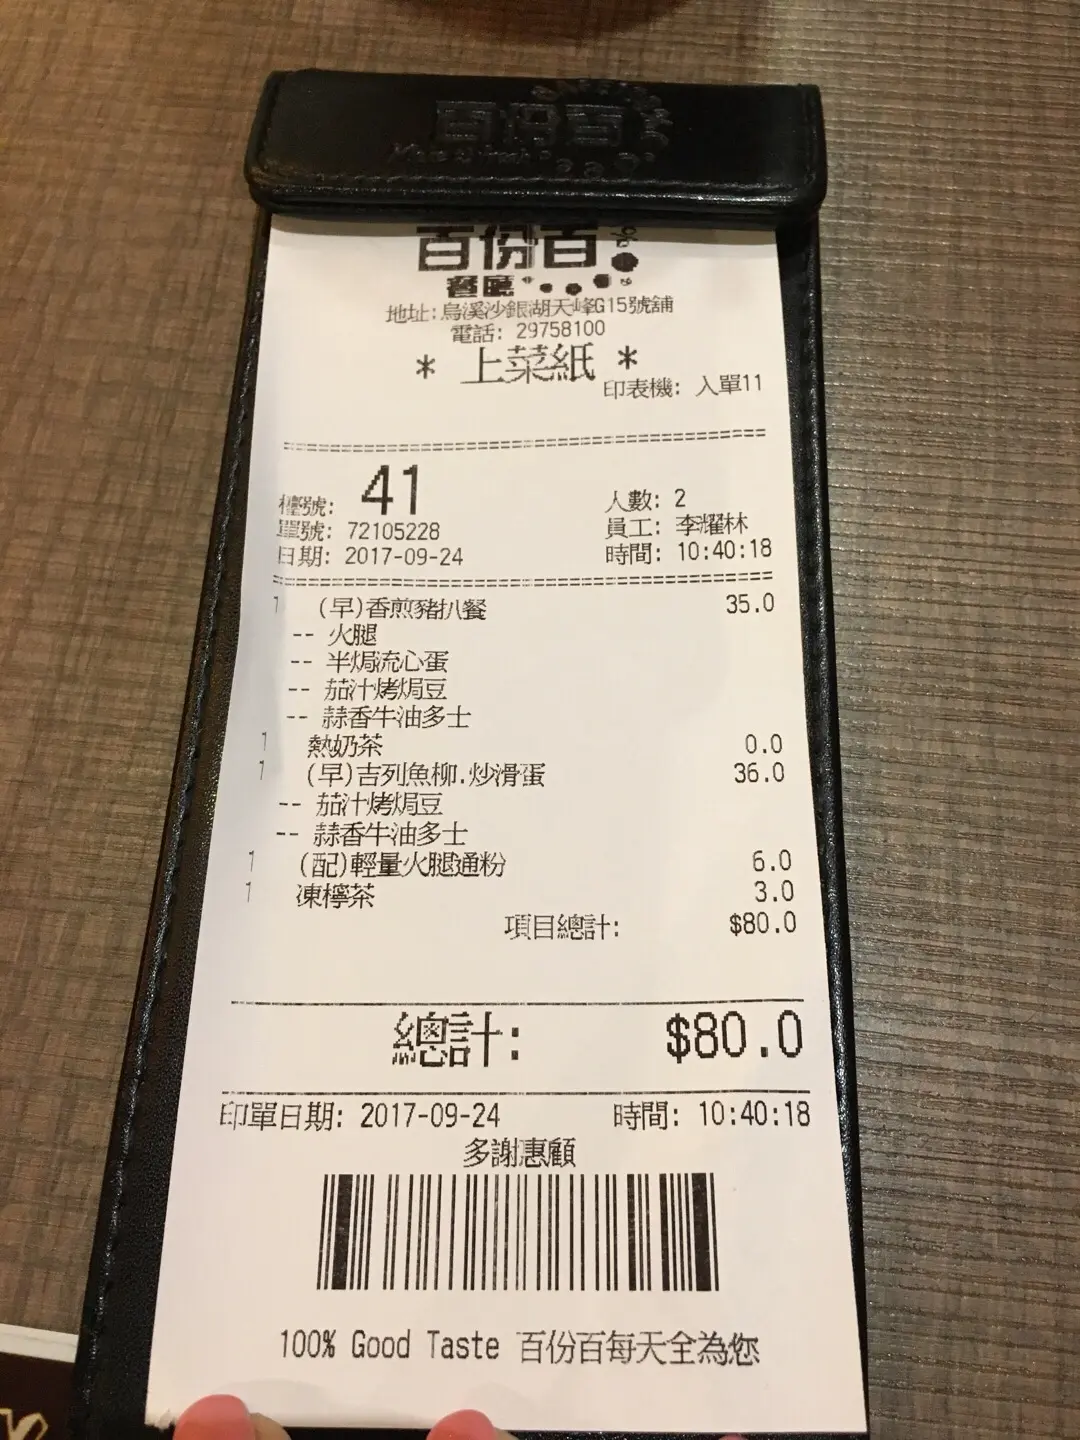 百份百
餐廳
地址:烏溪沙銀湖天峰G15號舖
電話: 29758100
* 上菜紙 *
印表機: 入單11
檯號: 41 人數: 2
單號: 72105228 員工: 李耀林
日期: 2017-09-24 時間: 10:40:18
1 (早)香煎豬扒餐 35.0
-- 火腿
-- 半焗流心蛋
-- 茄汁烤焗豆
-- 蒜香牛油多士
1 熱奶茶 0.0
1 (早)吉列魚柳.炒滑蛋 36.0
-- 茄汁烤焗豆
-- 蒜香牛油多士
1 (配)輕量火腿通粉 6.0
1 凍檸茶 3.0
項目總計: $80.0
總計: $80.0
印單日期: 2017-09-24 時間: 10:40:18
多謝惠顧
100% Good Taste 百份百每天全為您